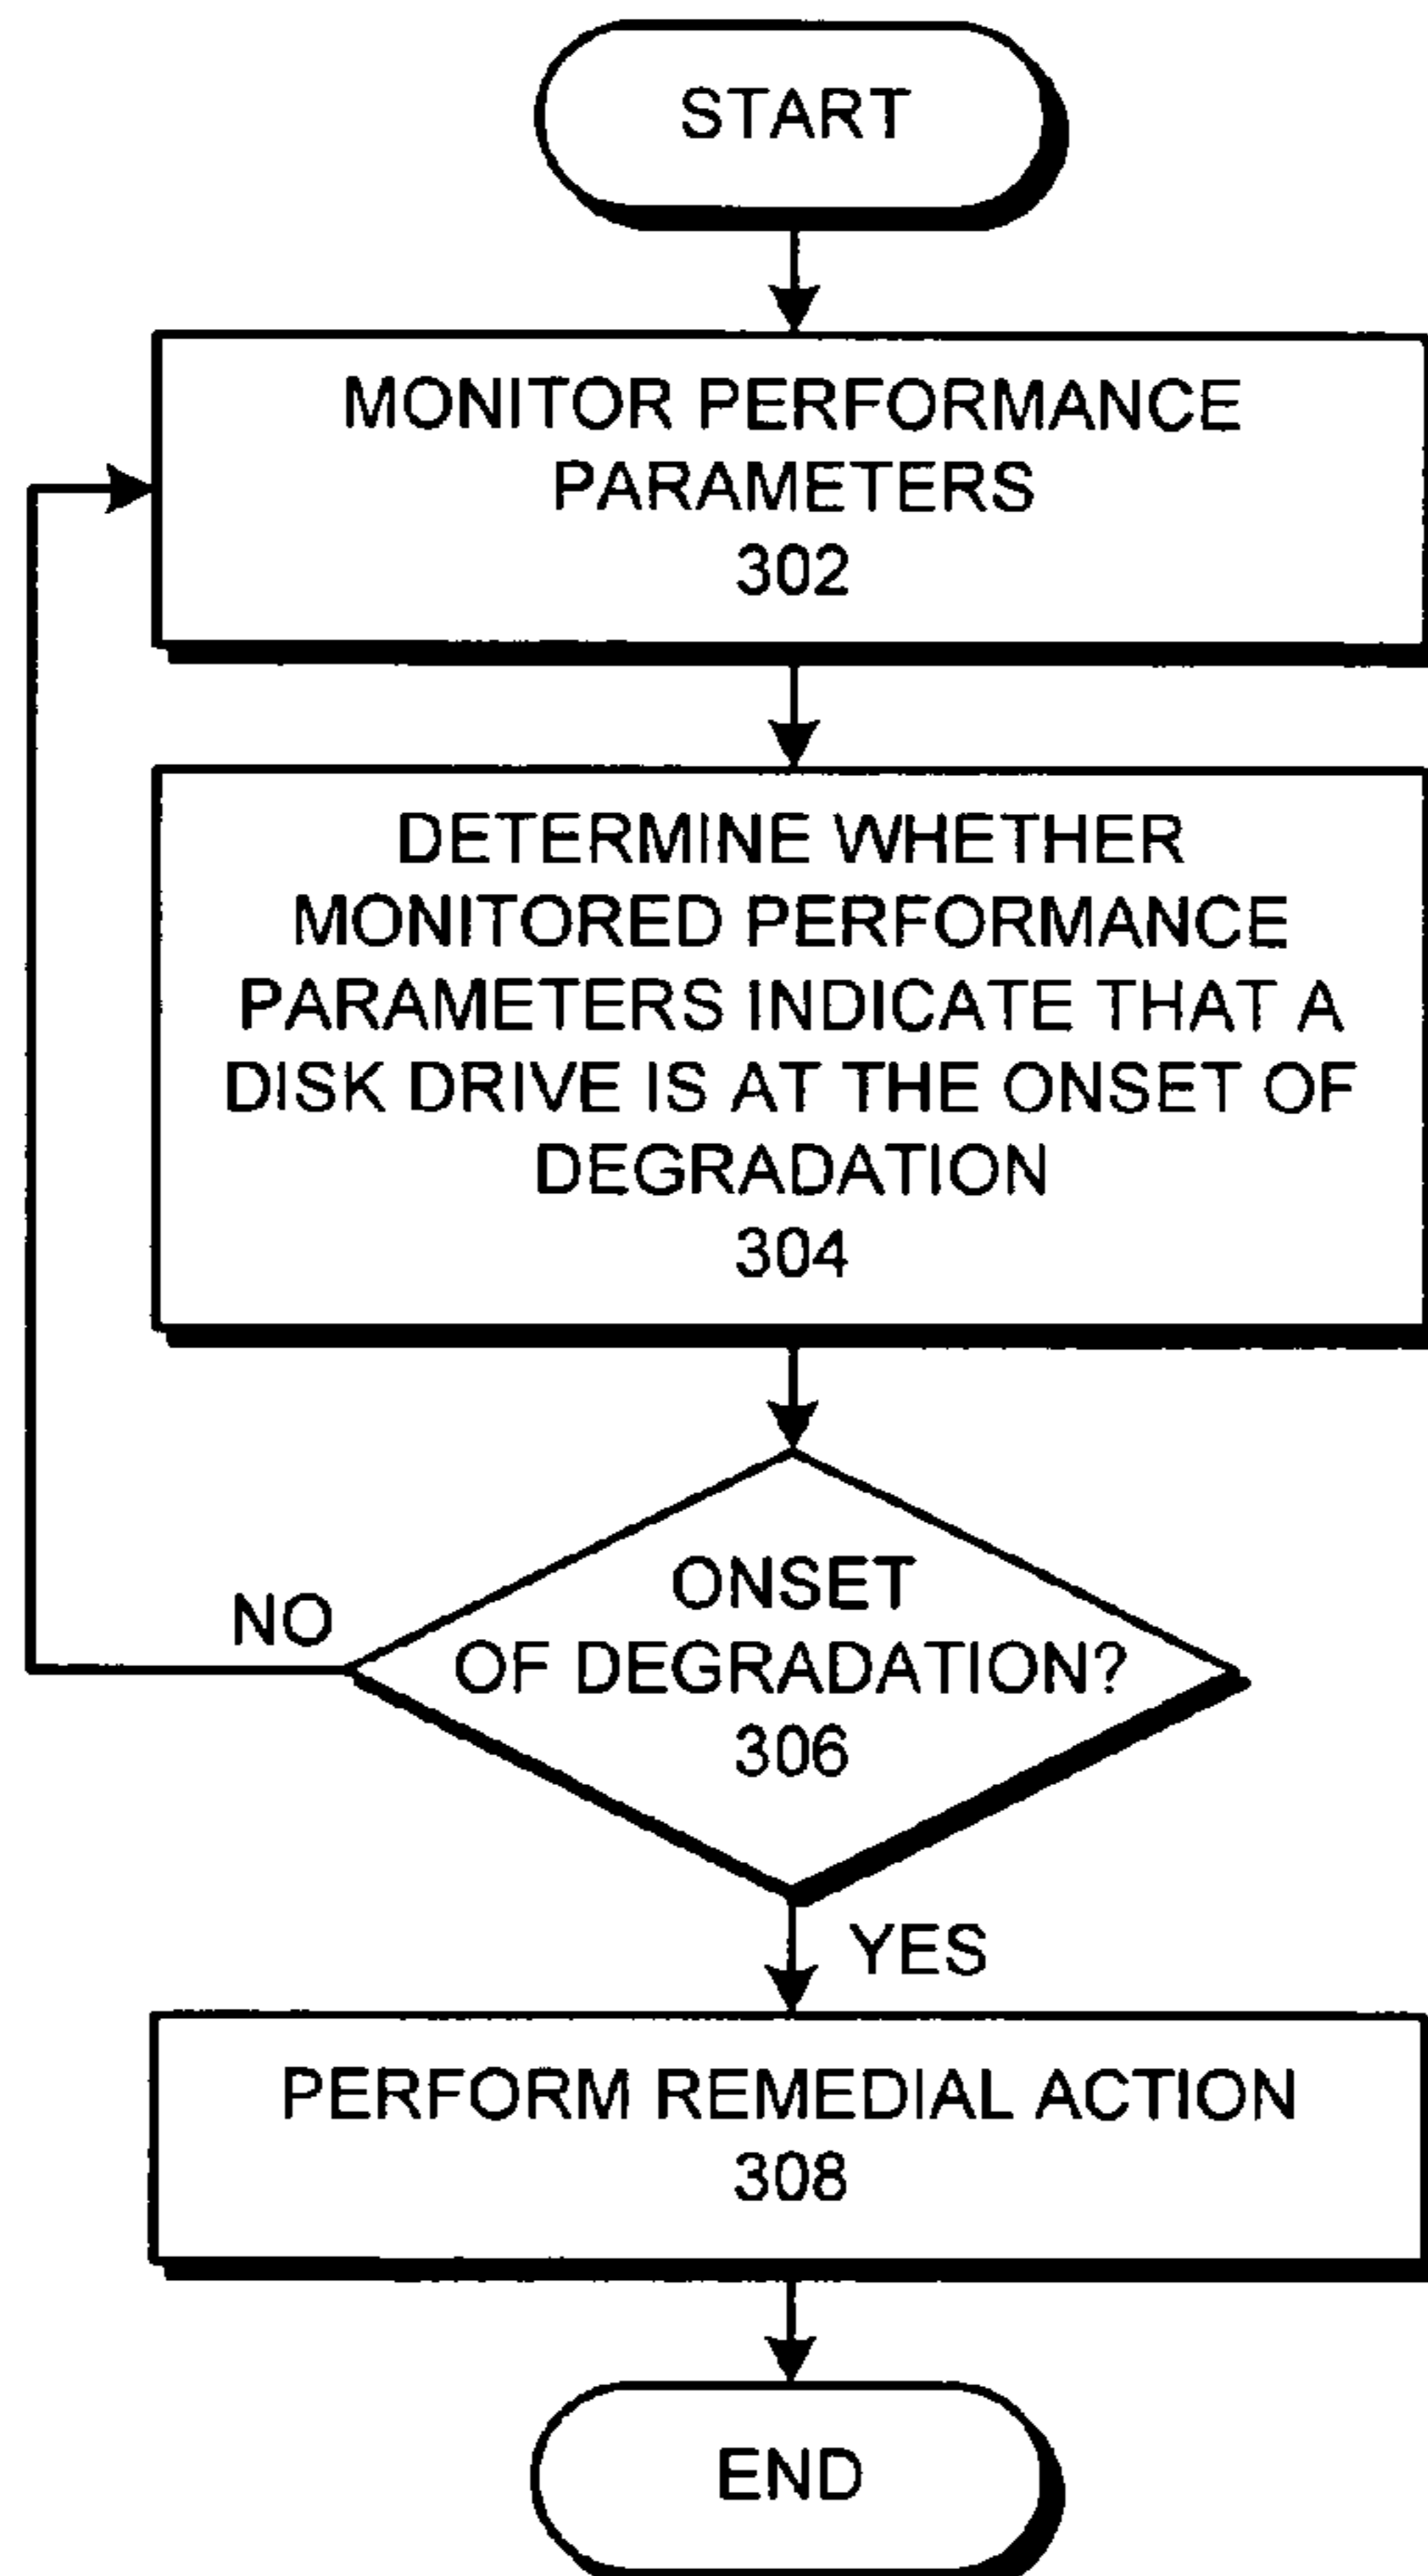 START
MONITOR PERFORMANCE
PARAMETERS
302
DETERMINE WHETHER
MONITORED PERFORMANCE
PARAMETERS INDICATE THAT A
DISK DRIVE IS AT THE ONSET OF
DEGRADATION
304
ONSET
OF DEGRADATION?
306
NO
YES
PERFORM REMEDIAL ACTION
308
END